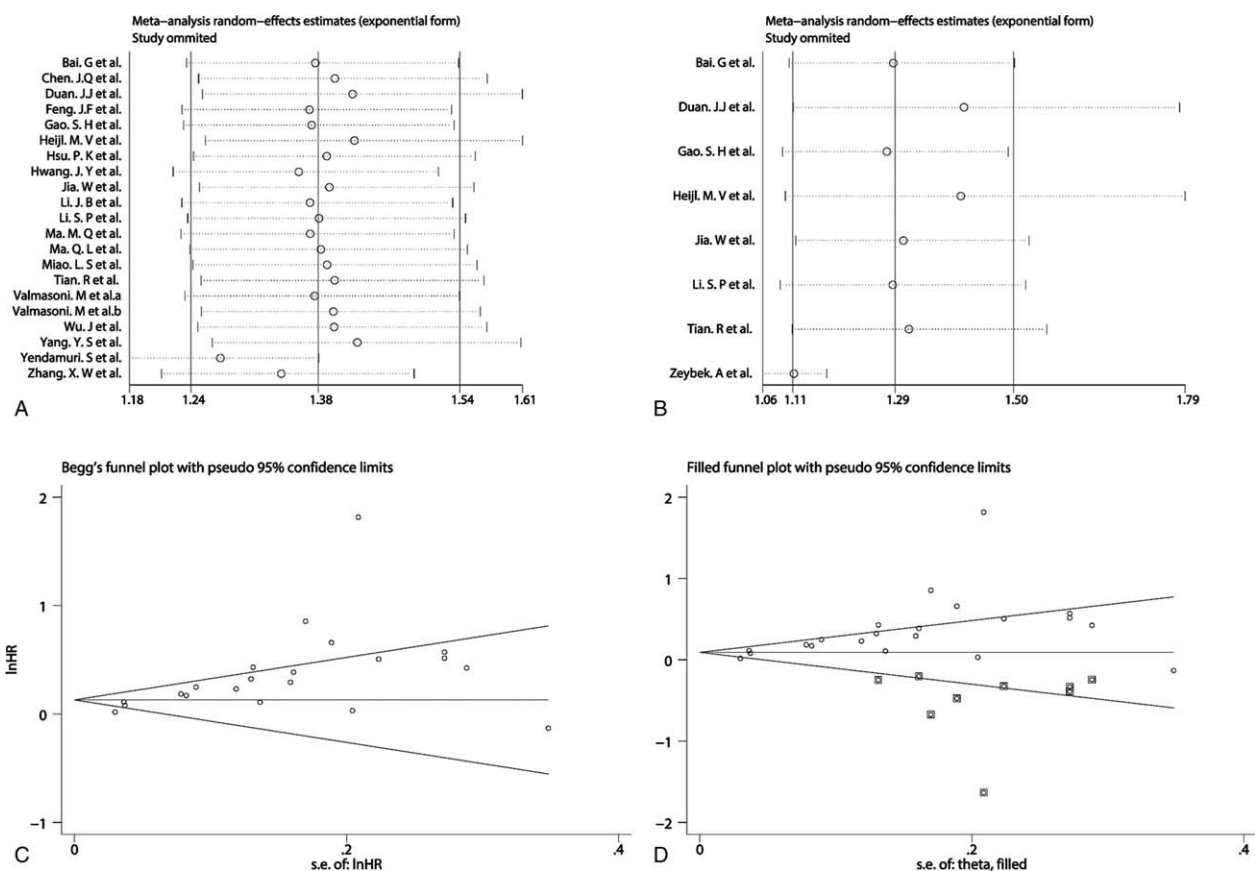 Meta-analysis random-effects estimates (exponential form)
Study ommited
Bai. G et al.
Chen. J.Q et al.
Duan. J.J et al.
Feng. J.F et al.
Gao. S. H et al.
Heijl. M. V et al.
Hsu. P. K et al.
Hwang. J. Y et al.
Jia. W et al.
Li. J. B et al.
Li. S. P et al.
Ma. M. Q et al.
Ma. Q. L et al.
Miao. L. S et al.
Tian. R et al.
Valmasoni. M et al.a
Valmasoni. M et al.b
Wu. J et al.
Yang. Y. S et al.
Yendamuri. S et al.
Zhang. X. W et al.
1.18 1.24 1.38 1.54 1.61
A
Meta-analysis random-effects estimates (exponential form)
Study ommited
Bai. G et al.
Duan. J.J et al.
Gao. S. H et al.
Heijl. M. V et al.
Jia. W et al.
Li. S. P et al.
Tian. R et al.
Zeybek. A et al.
1.06 1.11 1.29 1.50 1.79
B
Begg's funnel plot with pseudo 95% confidence limits
2
1
0
-1
lnHR
0 .2 .4
s.e. of: lnHR
C
Filled funnel plot with pseudo 95% confidence limits
2
1
0
-1
-2
0 .2 .4
s.e. of: theta, filled
D